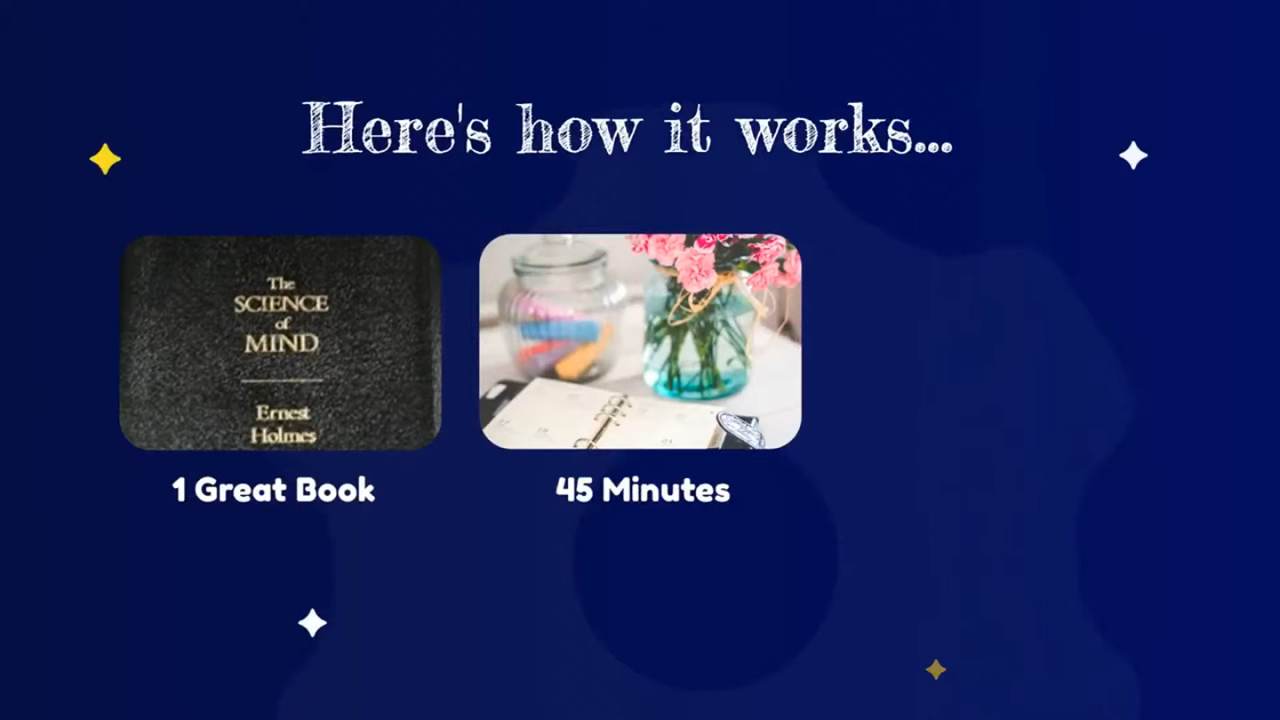 Here's how it works...
The
SCIENCE
of
MIND
Ernest
Holmes
1 Great Book
45 Minutes